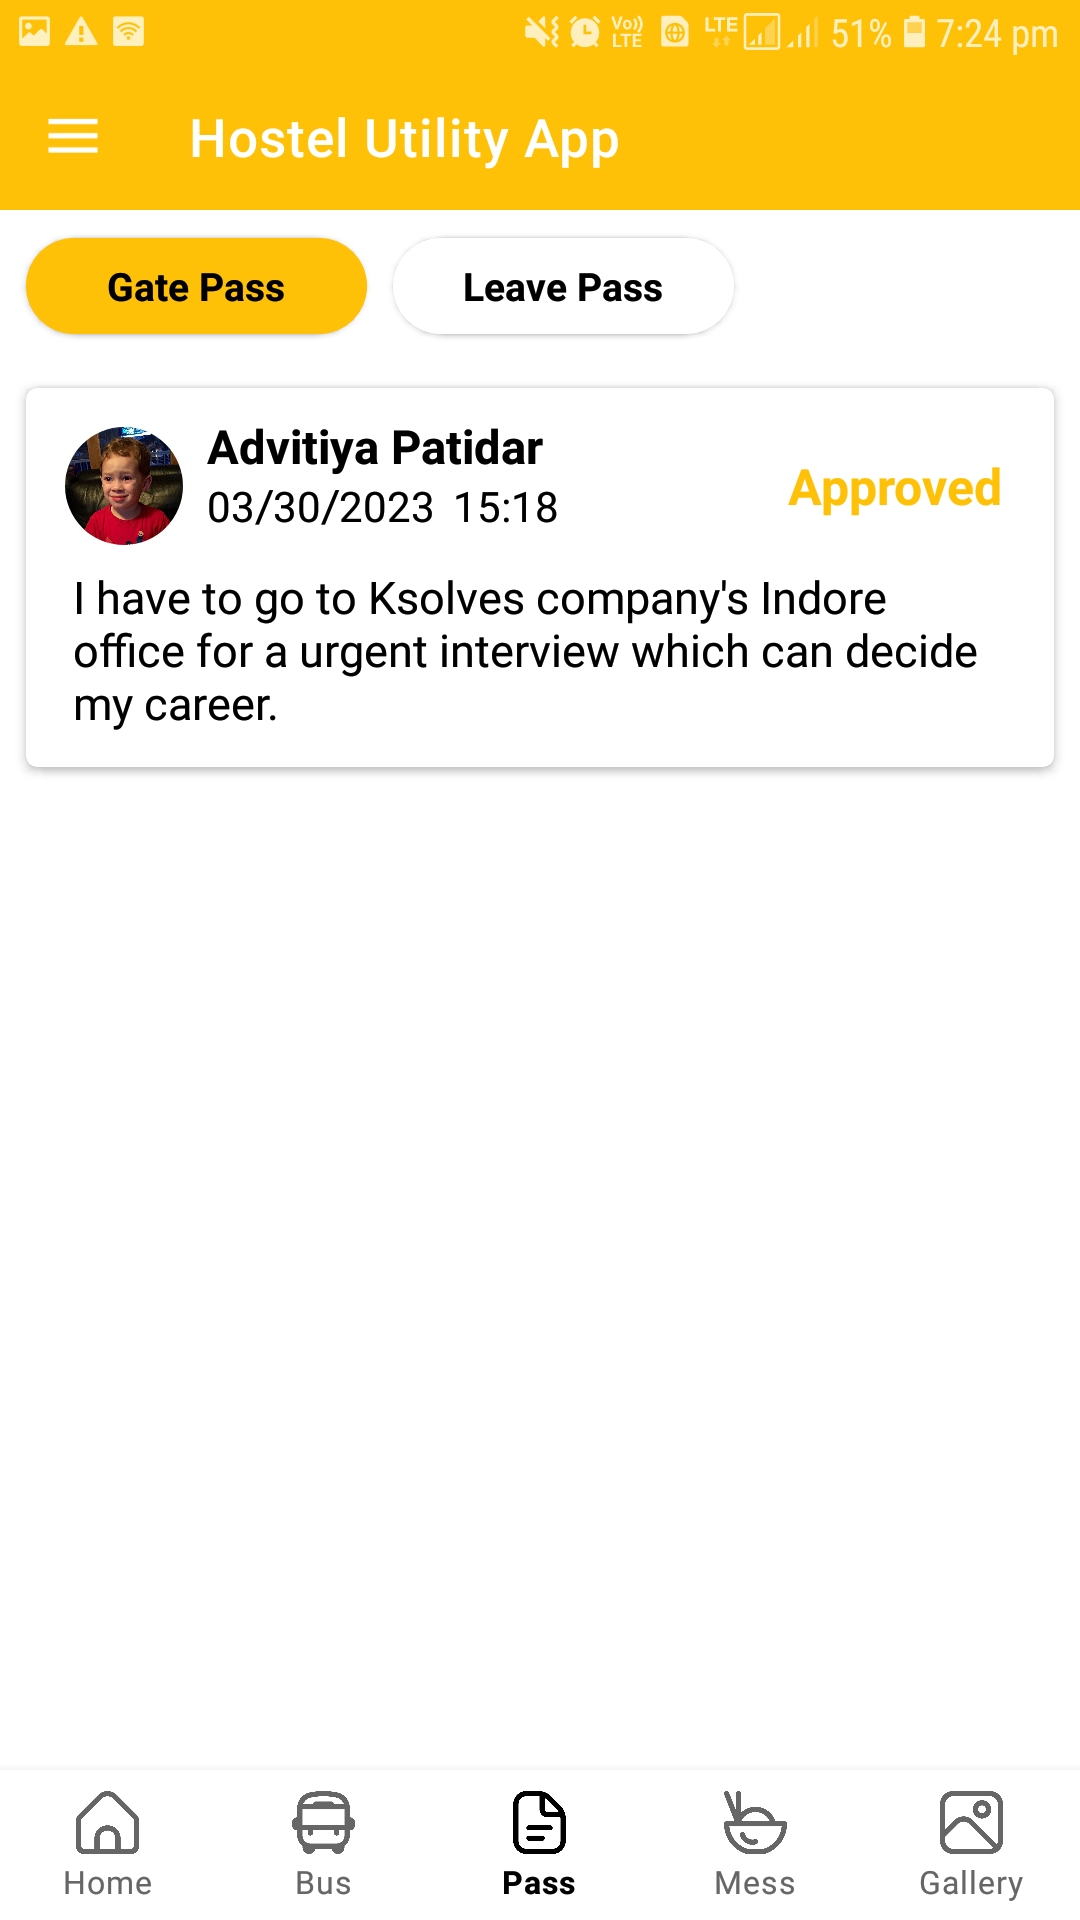 Vo)) LTE LTE 51% 7:24 pm
Hostel Utility App
Gate Pass Leave Pass
Advitiya Patidar
03/30/2023 15:18
Approved
I have to go to Ksolves company's Indore
office for a urgent interview which can decide
my career.
Home Bus Pass Mess Gallery